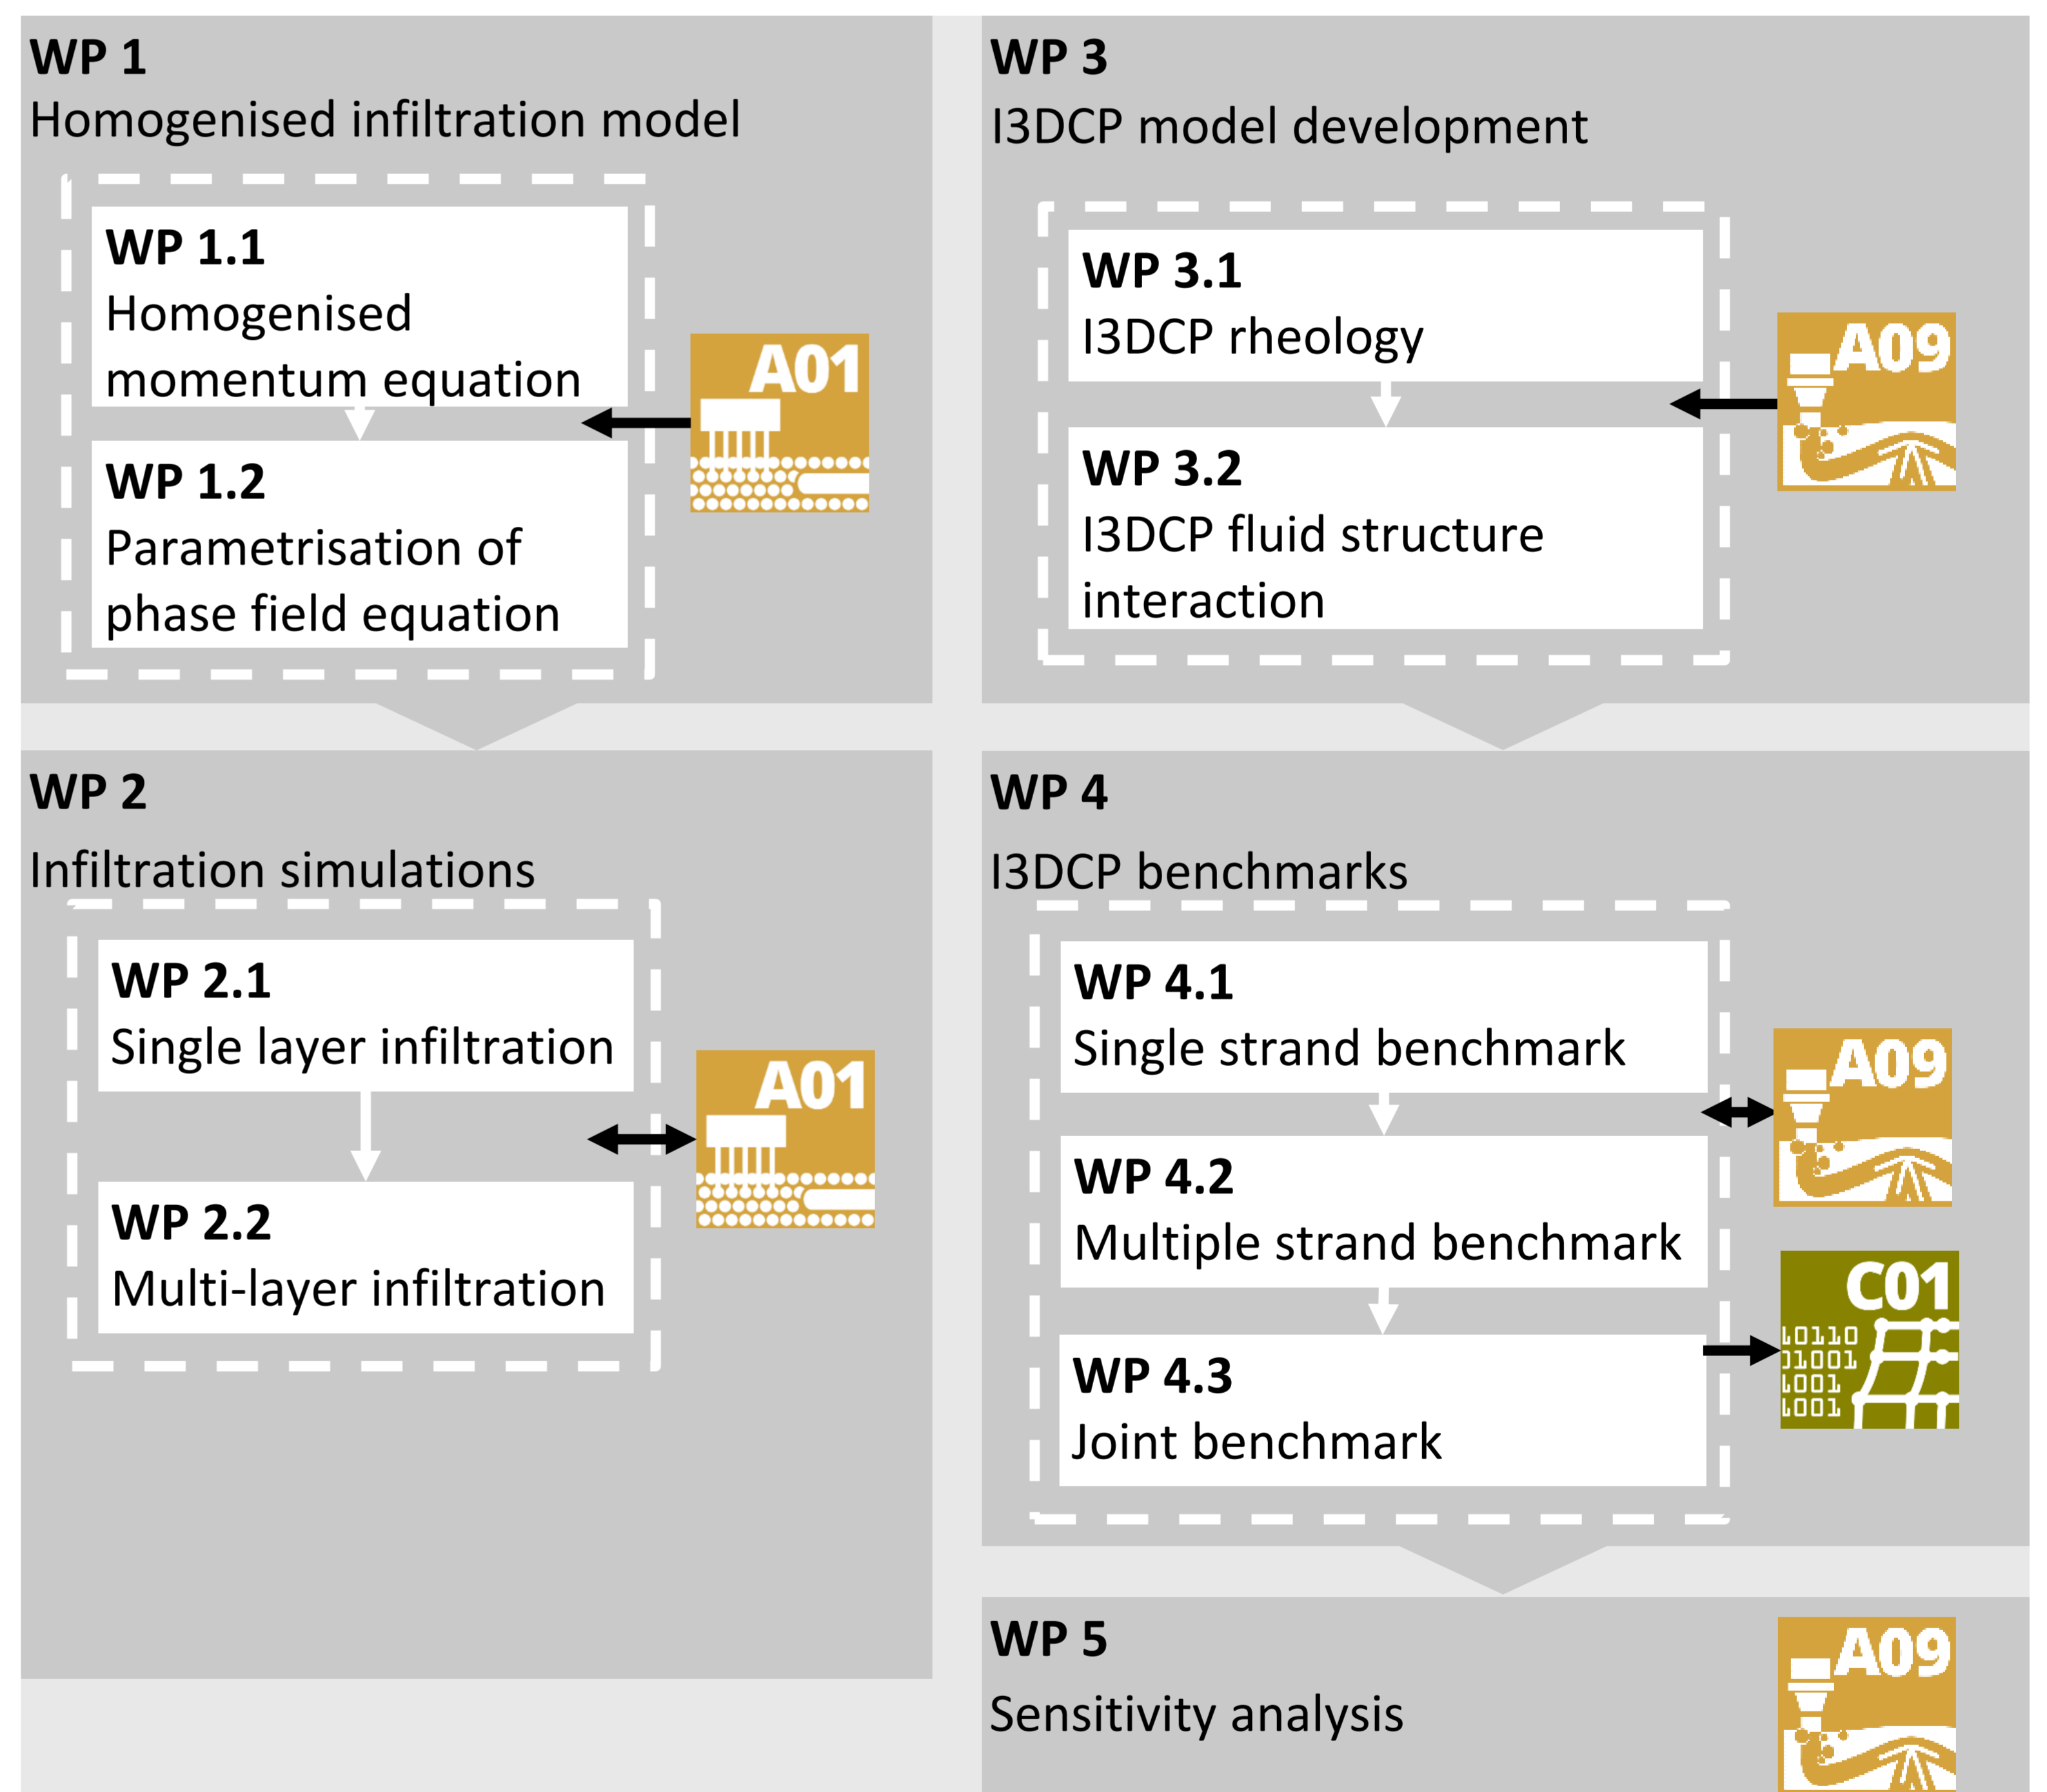 WP 1
Homogenised infiltration model
WP 1.1
Homogenised
momentum equation
A01
WP 1.2
Parametrisation of
phase field equation
WP 2
Infiltration simulations
WP 2.1
Single layer infiltration
A01
WP 2.2
Multi-layer infiltration
WP 3
I3DCP model development
WP 3.1
I3DCP rheology
A09
WP 3.2
I3DCP fluid structure
interaction
WP 4
I3DCP benchmarks
WP 4.1
Single strand benchmark
A09
WP 4.2
Multiple strand benchmark
C01
10110
01001
1001
1001
WP 4.3
Joint benchmark
WP 5
Sensitivity analysis
A09